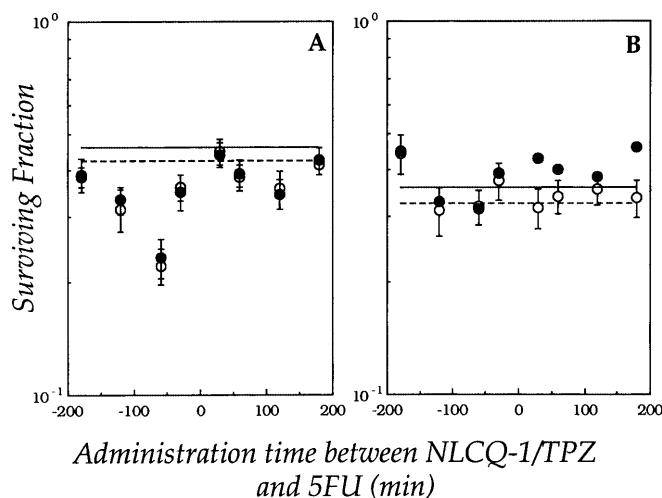 10⁰
A
10⁰
B
Surviving Fraction
10⁻¹
10⁻¹
-200 -100 0 100 200
-200 -100 0 100 200
Administration time between NLCQ-1/TPZ
and 5FU (min)